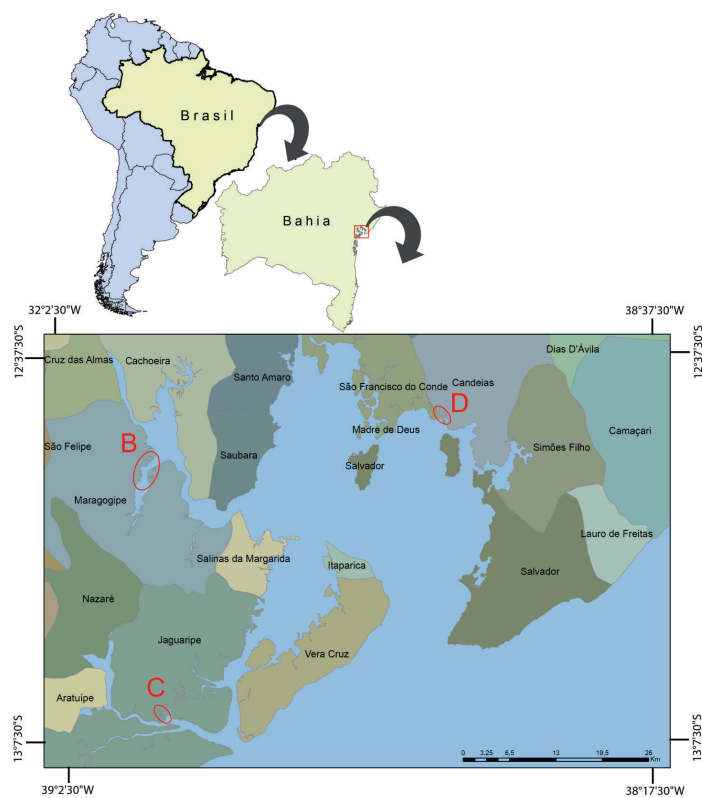 Brasil
Bahia
32°2'30"W
38°37'30"W
12°37'30"S
12°37'30"S
Cruz das Almas
Cachoeira
Santo Amaro
São Francisco do Conde
Candeias
Dias D'Ávila
D
Camaçari
Madre de Deus
Simões Filho
São Felipe
B
Saubara
Salvador
Maragogipe
Lauro de Freitas
Salinas da Margarida
Itaparica
Salvador
Nazaré
Jaguaripe
Vera Cruz
Aratuípe
C
13°7'30"S
13°7'30"S
0 3,25 6,5 13 19,5 26
Km
39°2'30"W
38°17'30"W